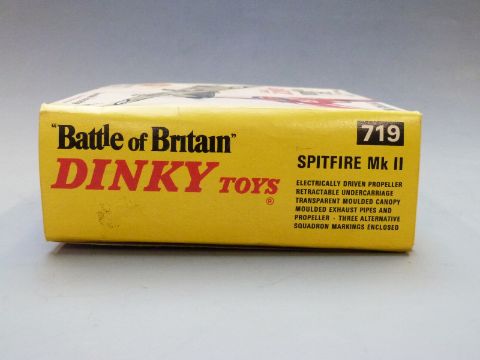 "Battle of Britain"
DINKY TOYS®
719
SPITFIRE Mk II
ELECTRICALLY DRIVEN PROPELLER
RETRACTABLE UNDERCARRIAGE
TRANSPARENT MOULDED CANOPY
MOULDED EXHAUST PIPES AND
PROPELLER - THREE ALTERNATIVE
SQUADRON MARKINGS ENCLOSED